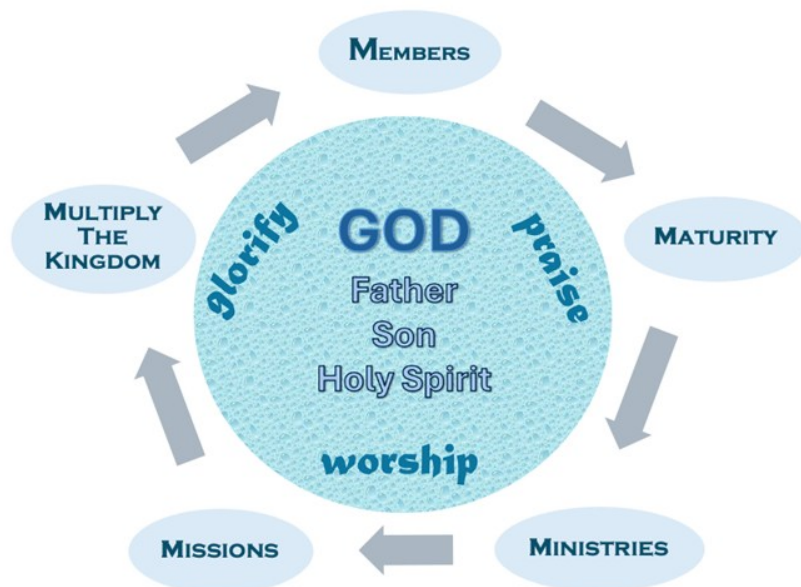 MEMBERS
MULTIPLY
THE
KINGDOM
glorify
GOD
Father
Son
Holy Spirit
praise
MATURITY
worship
MISSIONS
MINISTRIES